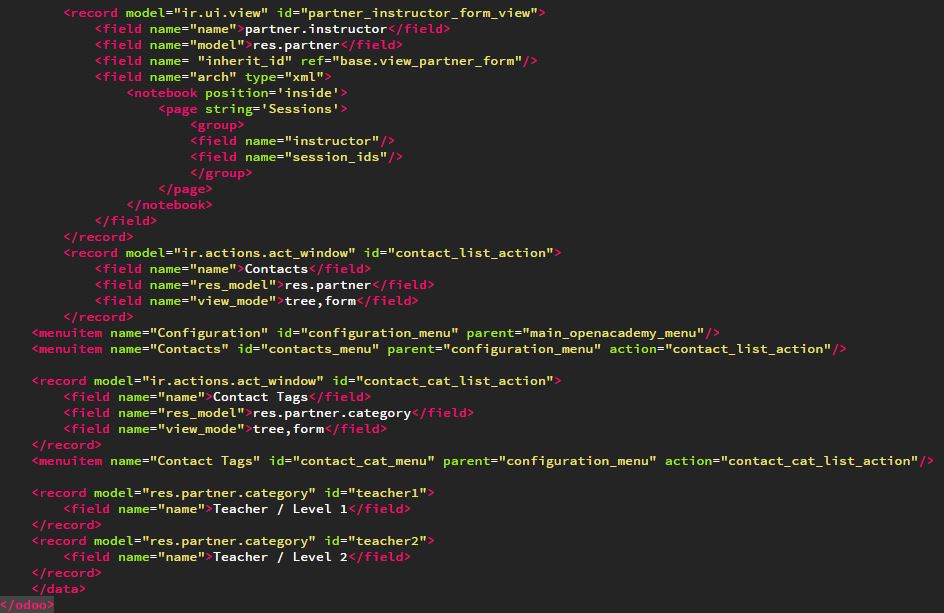 <record model="ir.ui.view" id="partner_instructor_form_view">
<field name="name">partner.instructor</field>
<field name="model">res.partner</field>
<field name= "inherit_id" ref="base.view_partner_form"/>
<field name="arch" type="xml">
<notebook position='inside'>
<page string='Sessions'>
<group>
<field name="instructor"/>
<field name="session_ids"/>
</group>
</page>
</notebook>
</field>
</record>
<record model="ir.actions.act_window" id="contact_list_action">
<field name="name">Contacts</field>
<field name="res_model">res.partner</field>
<field name="view_mode">tree,form</field>
</record>
<menuitem name="Configuration" id="configuration_menu" parent="main_openacademy_menu"/>
<menuitem name="Contacts" id="contacts_menu" parent="configuration_menu" action="contact_list_action"/>
<record model="ir.actions.act_window" id="contact_cat_list_action">
<field name="name">Contact Tags</field>
<field name="res_model">res.partner.category</field>
<field name="view_mode">tree,form</field>
</record>
<menuitem name="Contact Tags" id="contact_cat_menu" parent="configuration_menu" action="contact_cat_list_action"/>
<record model="res.partner.category" id="teacher1">
<field name="name">Teacher / Level 1</field>
</record>
<record model="res.partner.category" id="teacher2">
<field name="name">Teacher / Level 2</field>
</record>
</data>
</odoo>